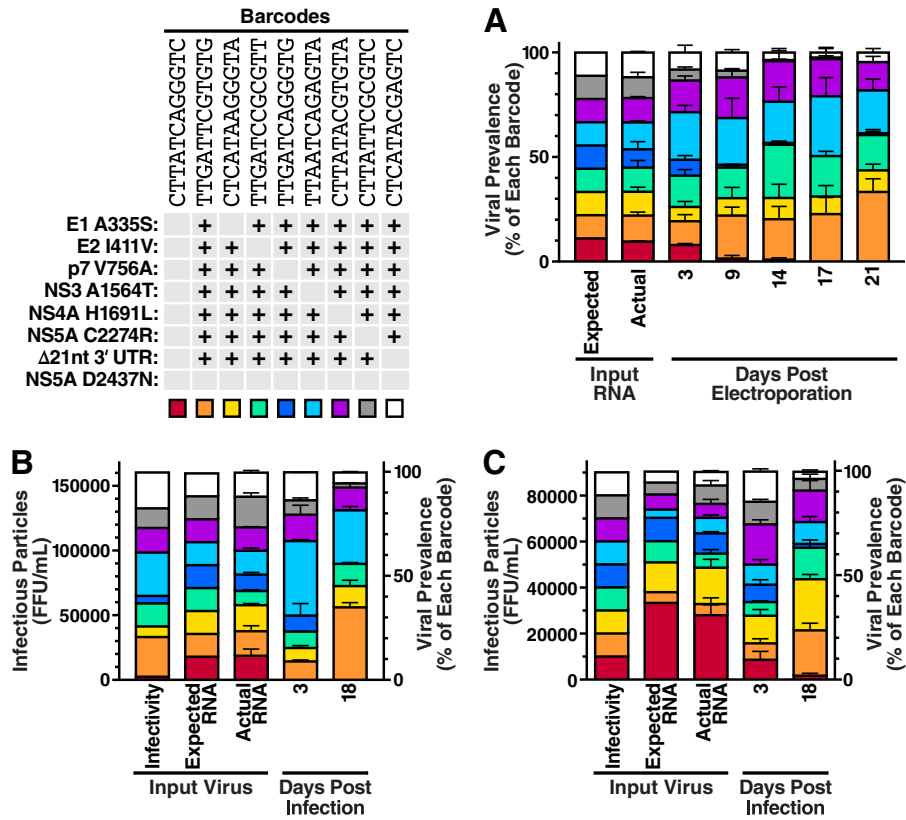 Barcodes
CTTATCAGGGTC
TTGATTCGTGTG
CTCATAAGGGTA
TTGATCCGCGTT
TTGATCAGGGTG
TTAATCAGAGTA
CTTATACGTGTA
CTTATTCGCGTC
CTCATACGAGTC
E1 A335S: + + + + + + +
E2 I411V: + + + + + + +
p7 V756A: + + + + + + +
NS3 A1564T: + + + + + + +
NS4A H1691L: + + + + + + +
NS5A C2274R: + + + + + + +
Δ21nt 3′ UTR: + + + + + + +
NS5A D2437N:
A
Viral Prevalence
(% of Each Barcode)
100
50
0
Expected
Actual
3
9
14
17
21
Input
RNA
Days Post
Electroporation
B
Infectious Particles
(FFU/mL)
150000
100000
50000
0
100
50
0
Viral Prevalence
(% of Each Barcode)
Infectivity
Expected
RNA
Actual
RNA
3
18
Input Virus
Days Post
Infection
C
Infectious Particles
(FFU/mL)
80000
60000
40000
20000
0
100
50
0
Viral Prevalence
(% of Each Barcode)
Infectivity
Expected
RNA
Actual
RNA
3
18
Input Virus
Days Post
Infection